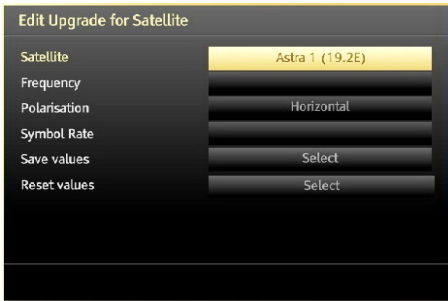 Edit Upgrade for Satellite
Satellite Astra 1 (19.2E)
Frequency
Polarisation Horizontal
Symbol Rate
Save values Select
Reset values Select